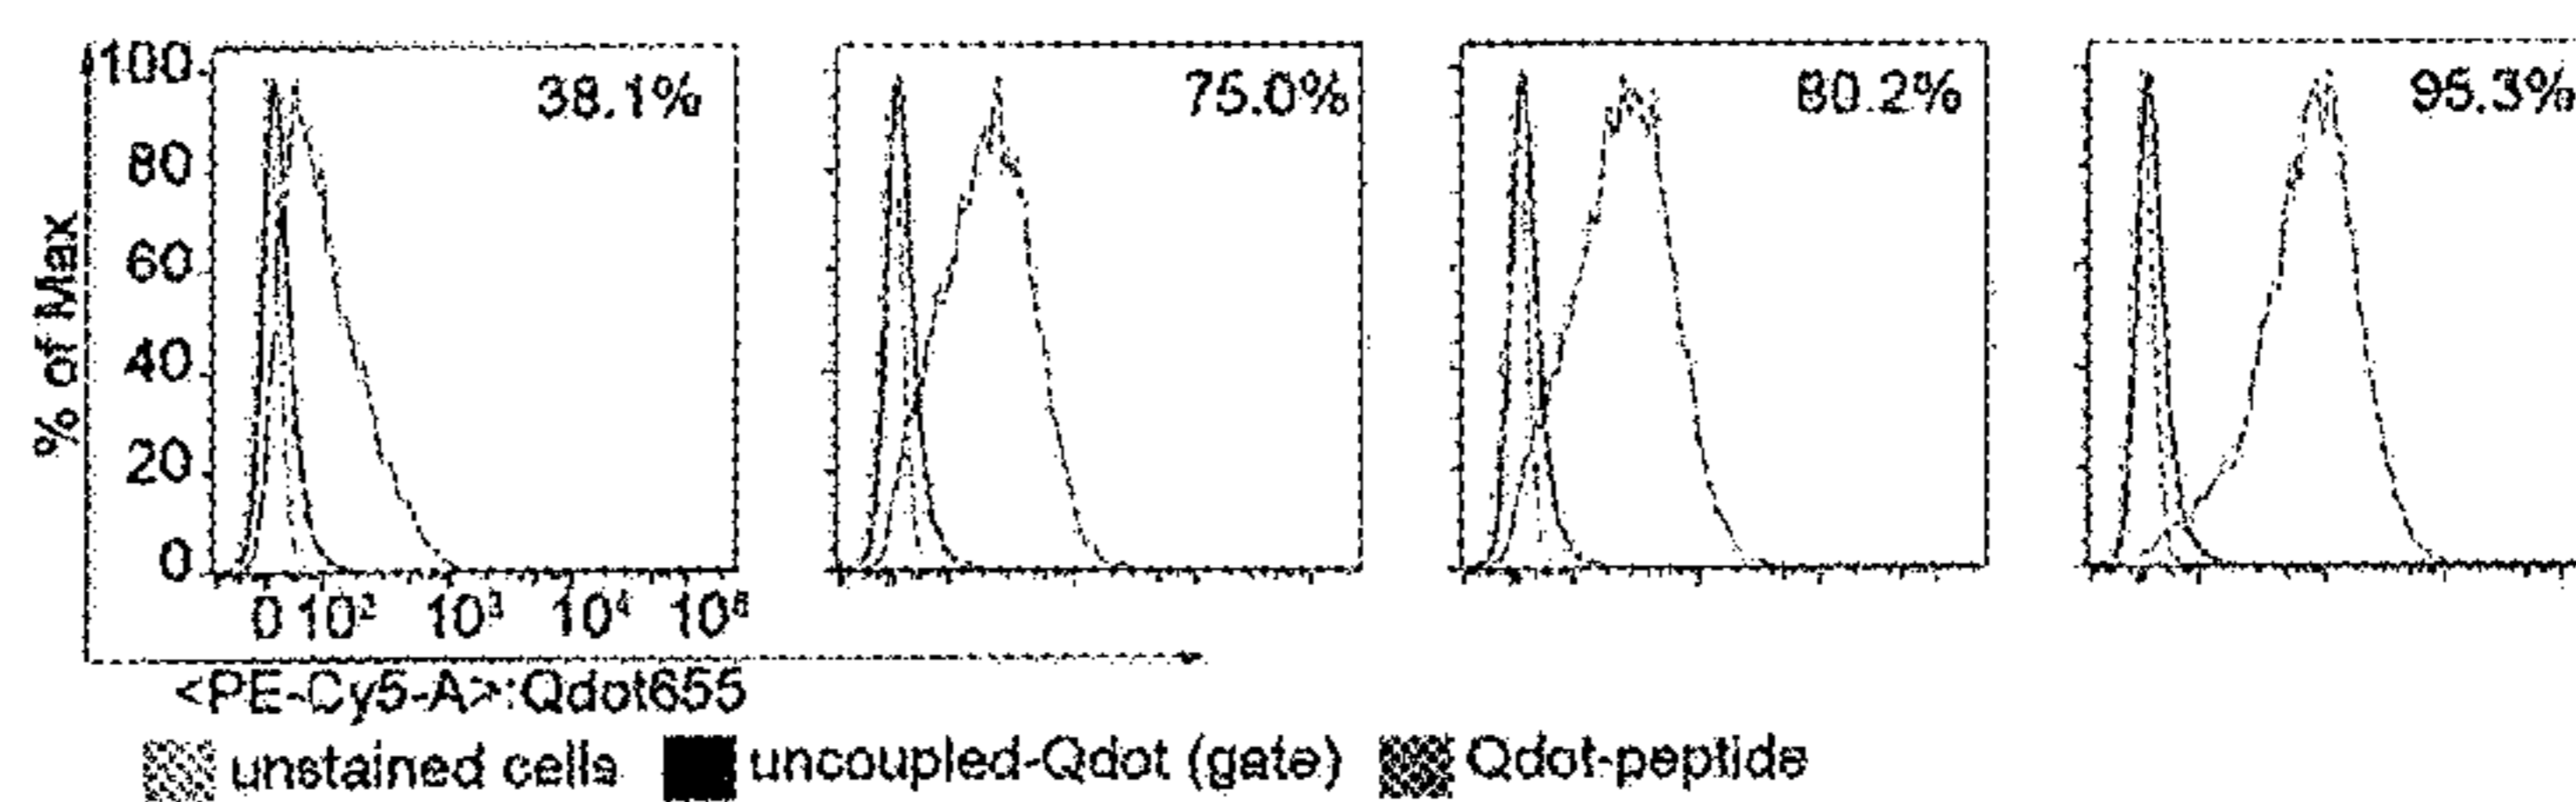 100
38.1%
75.0%
80.2%
95.3%
80
60
40
20
0
% of Max
0 10² 10³ 10⁴ 10⁵
<PE-Cy5-A>:Qdot655
unstained cells uncoupled-Qdot (gate) Qdot-peptide